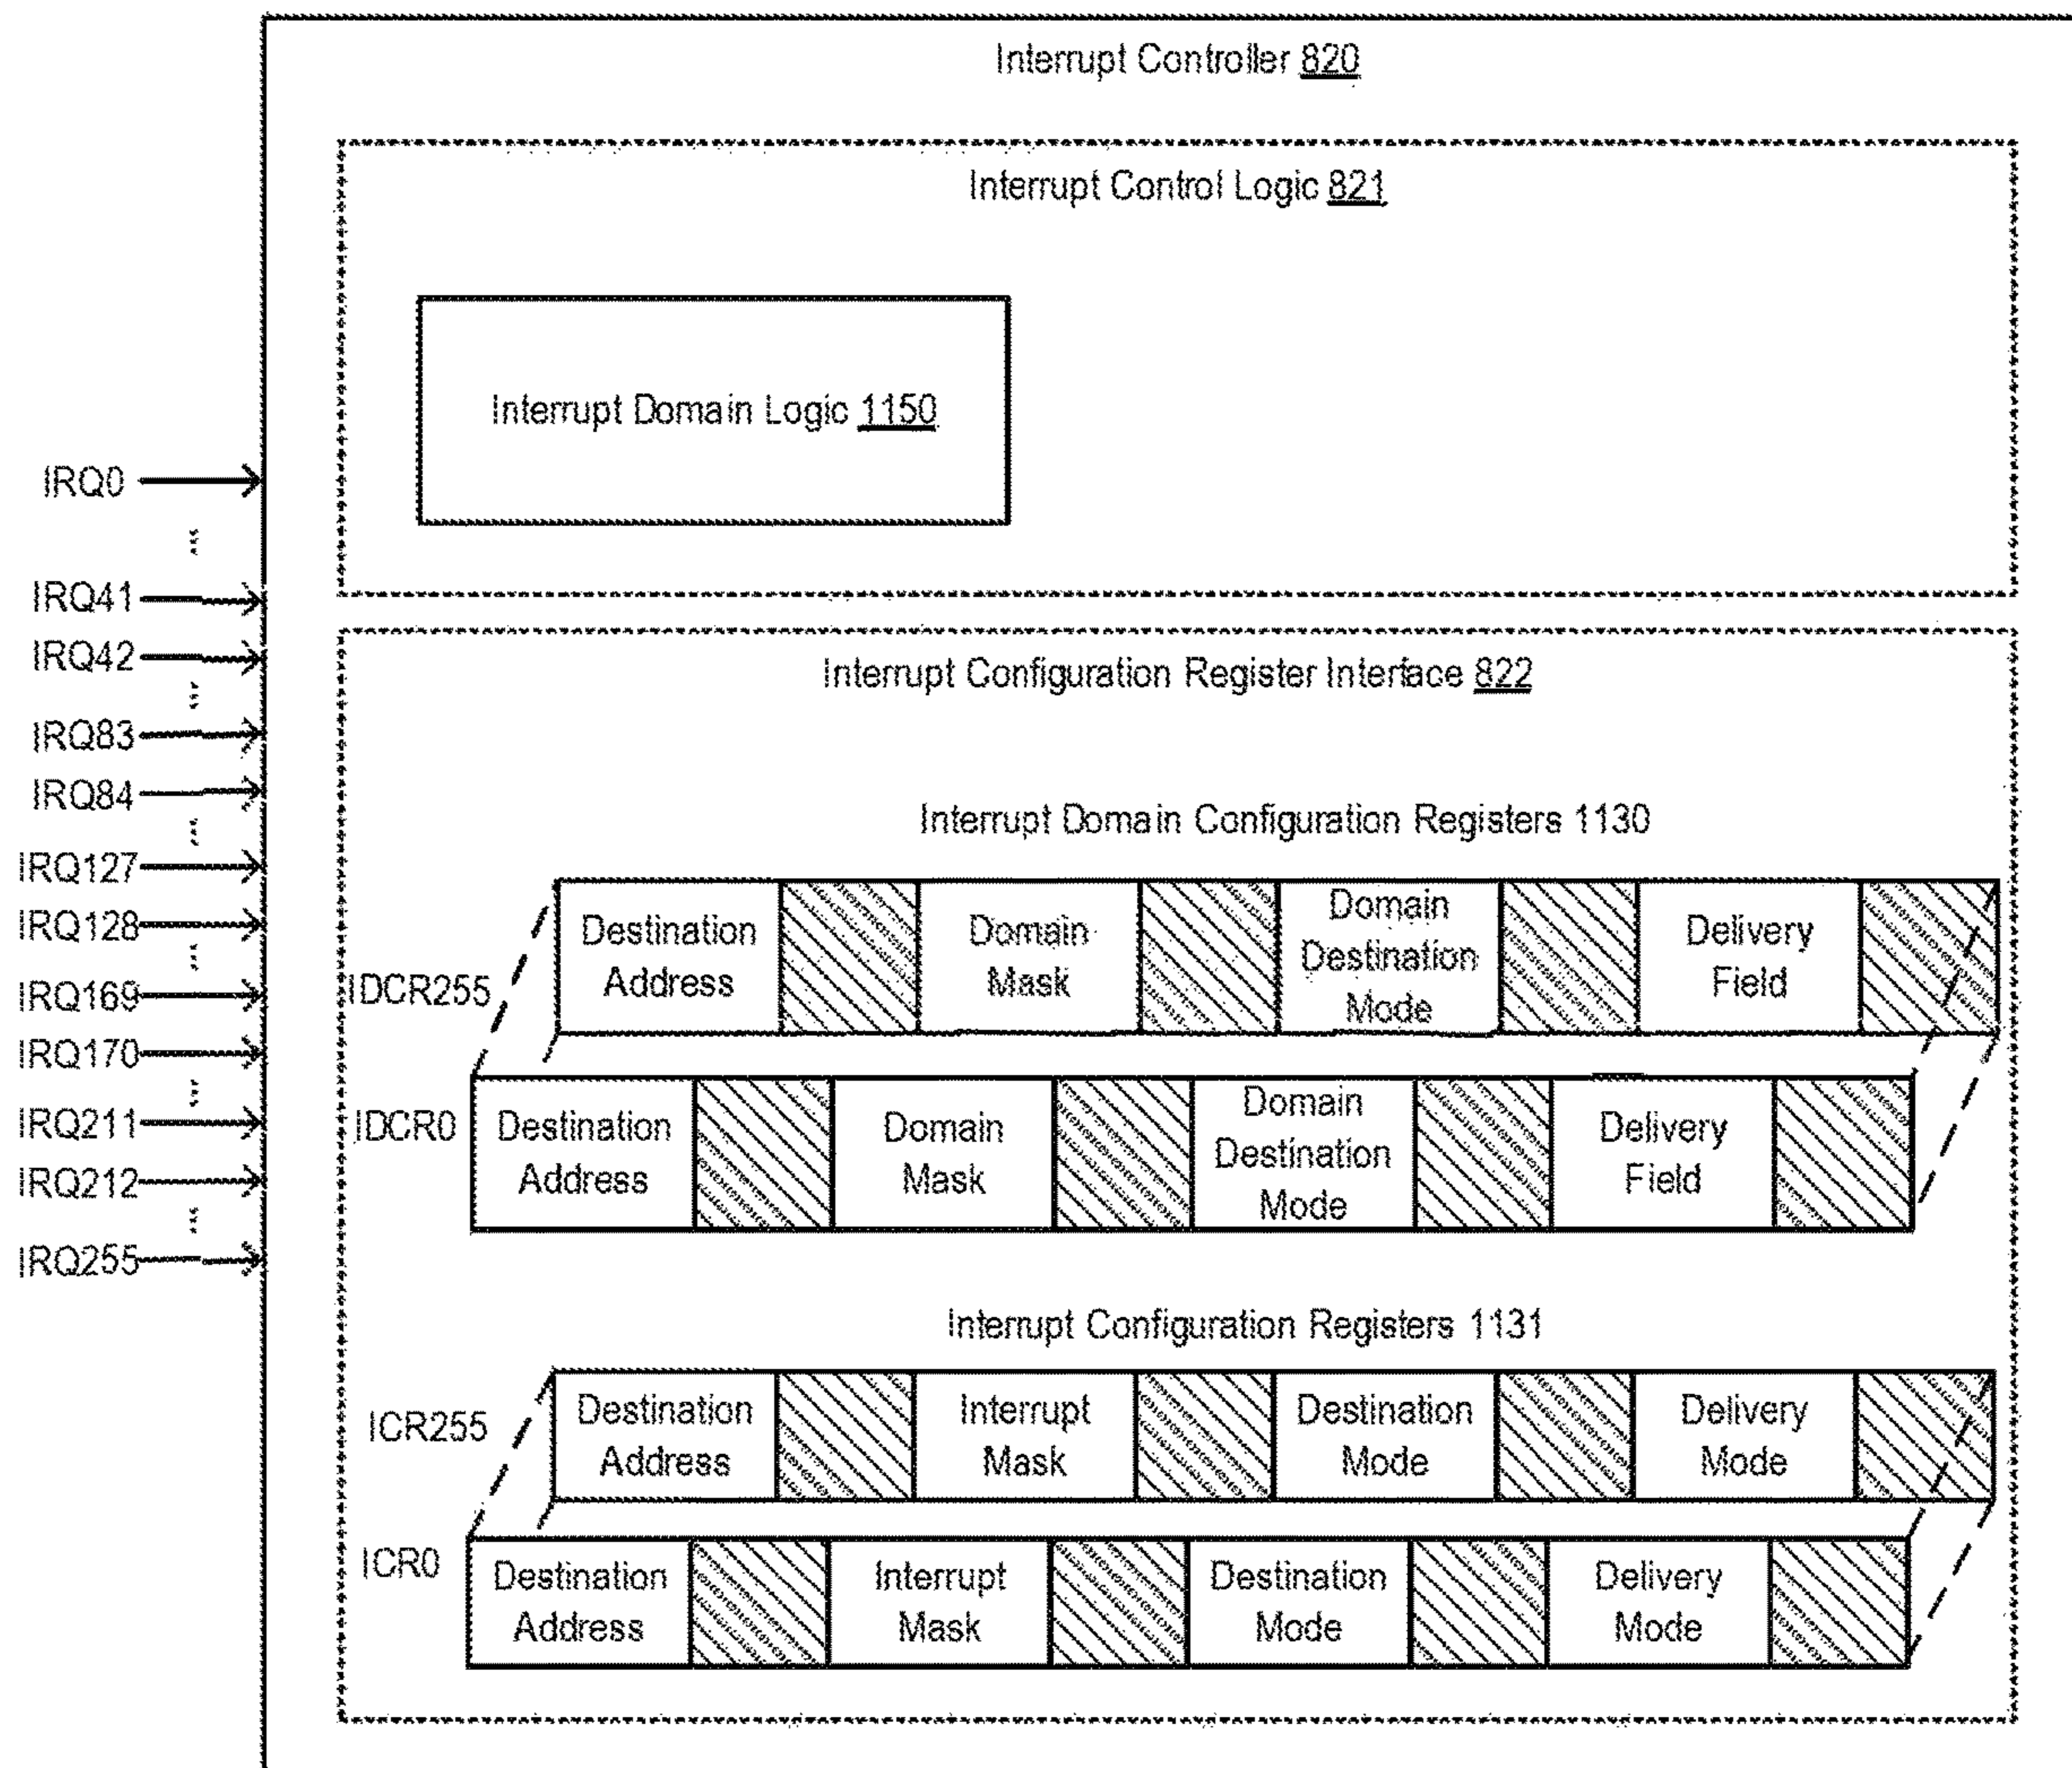 Interrupt Controller 820
Interrupt Control Logic 821
Interrupt Domain Logic 1150
IRQ0
...
IRQ41
IRQ42
...
IRQ83
IRQ84
...
IRQ127
IRQ128
...
IRQ169
IRQ170
...
IRQ211
IRQ212
...
IRQ255
Interrupt Configuration Register Interface 822
Interrupt Domain Configuration Registers 1130
IDCR255
Destination
Address
Domain
Mask
Domain
Destination
Mode
Delivery
Field
IDCR0
Destination
Address
Domain
Mask
Domain
Destination
Mode
Delivery
Field
Interrupt Configuration Registers 1131
ICR255
Destination
Address
Interrupt
Mask
Destination
Mode
Delivery
Mode
ICR0
Destination
Address
Interrupt
Mask
Destination
Mode
Delivery
Mode